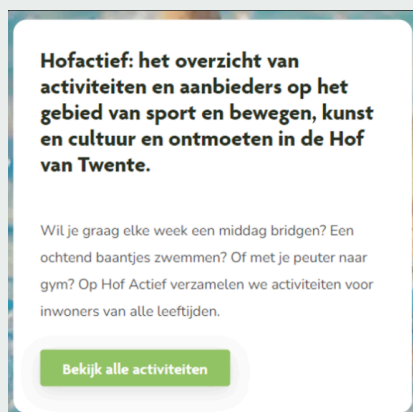 Hofactief: het overzicht van
activiteiten en aanbieders op het
gebied van sport en bewegen, kunst
en cultuur en ontmoeten in de Hof
van Twente.
Wil je graag elke week een middag bridgen? Een
ochtend baantjes zwemmen? Of met je peuter naar
gym? Op Hof Actief verzamelen we activiteiten voor
inwoners van alle leeftijden.
Bekijk alle activiteiten